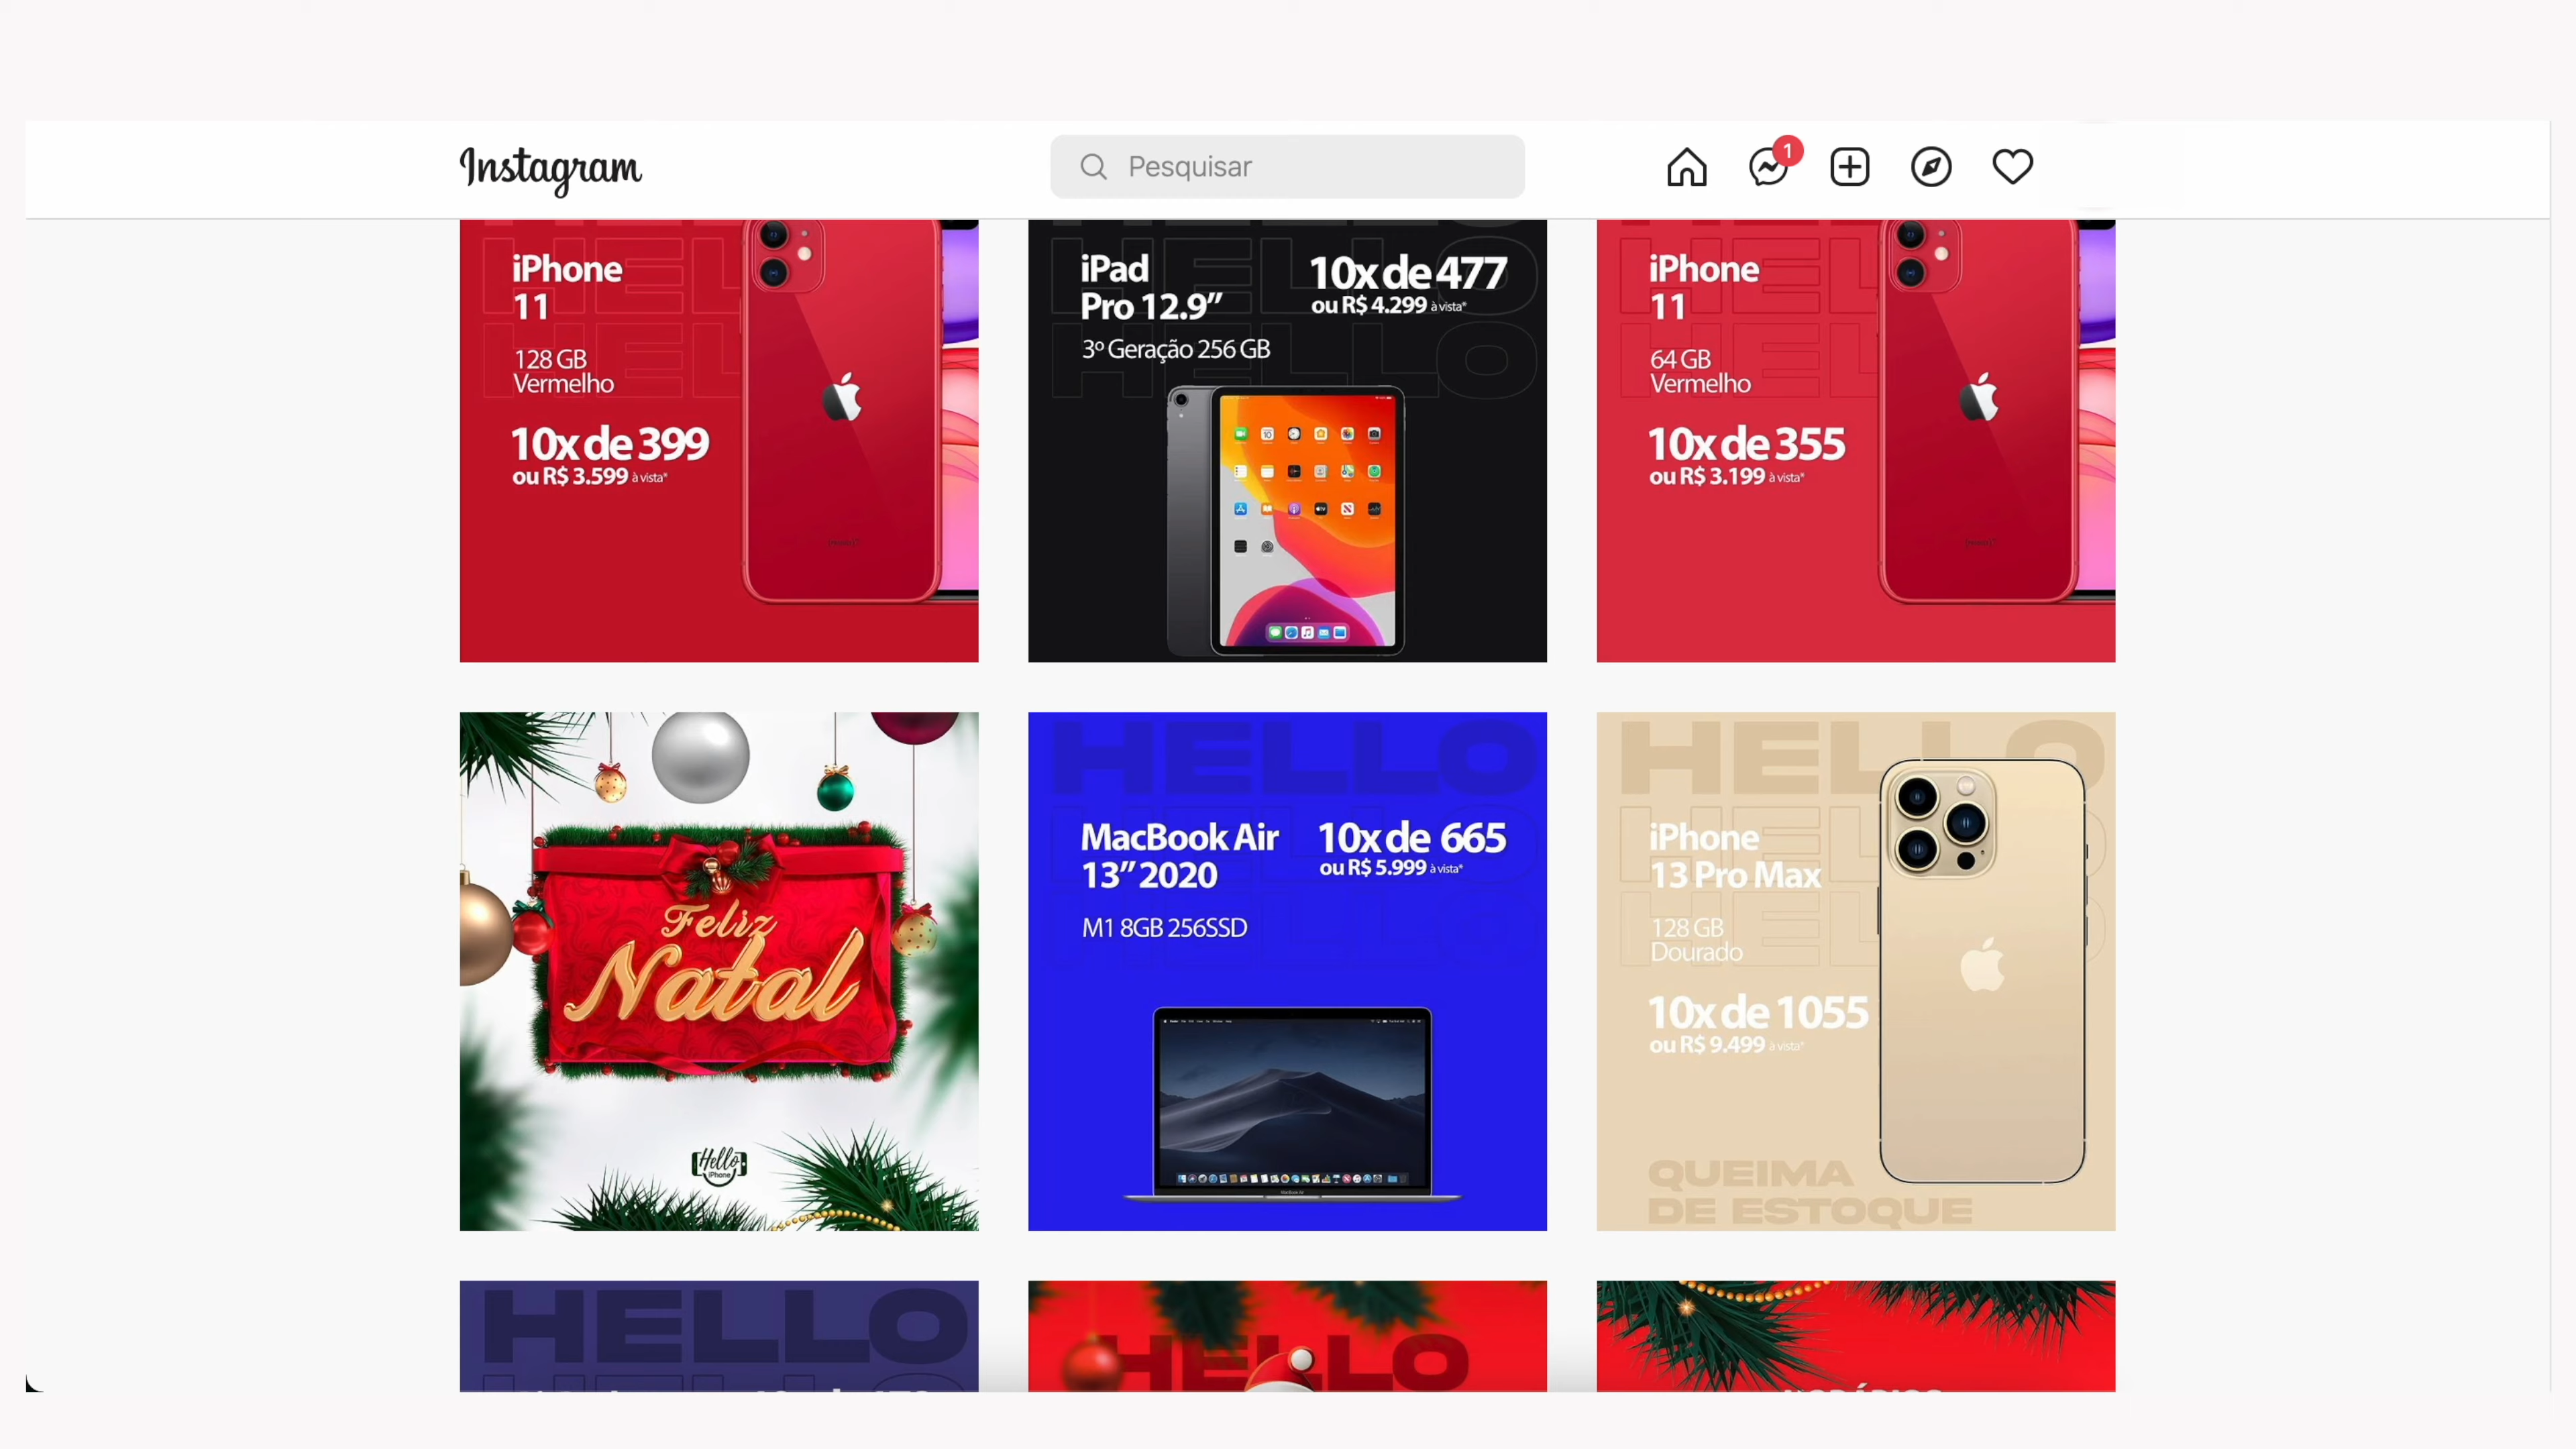 Instagram
Pesquisar
1
iPhone
11
128 GB
Vermelho
10x de 399
ou R$ 3.599 à vista*
iPad
Pro 12.9”
3º Geração 256 GB
10x de 477
ou R$ 4.299 à vista*
iPhone
11
64 GB
Vermelho
10x de 355
ou R$ 3.199 à vista*
Feliz
Natal
Hello
iPhone
HELLO
MacBook Air
13” 2020
M1 8GB 256SSD
10x de 665
ou R$ 5.999 à vista*
HELLO
iPhone
13 Pro Max
128 GB
Dourado
10x de 1055
ou R$ 9.499 à vista*
QUEIMA
DE ESTOQUE
HELLO
HELLO